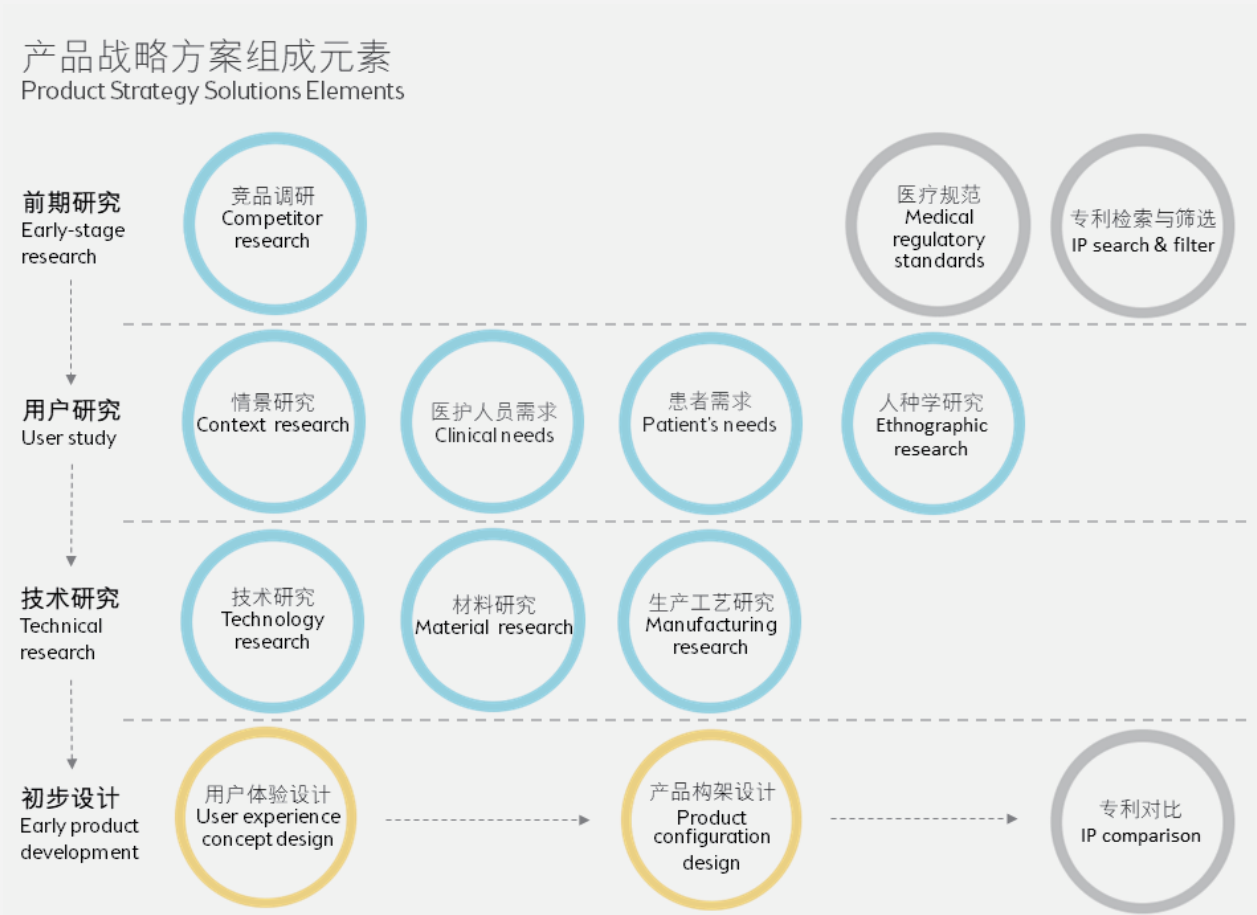 产品战略方案组成元素
Product Strategy Solutions Elements
前期研究
Early-stage
research
竞品调研
Competitor
research
医疗规范
Medical
regulatory
standards
专利检索与筛选
IP search & filter
用户研究
User study
情景研究
Context research
医护人员需求
Clinical needs
患者需求
Patient's needs
人种学研究
Ethnographic
research
技术研究
Technical
research
技术研究
Technology
research
材料研究
Material research
生产工艺研究
Manufacturing
research
初步设计
Early product
development
用户体验设计
User experience
concept design
产品构架设计
Product
configuration
design
专利对比
IP comparison